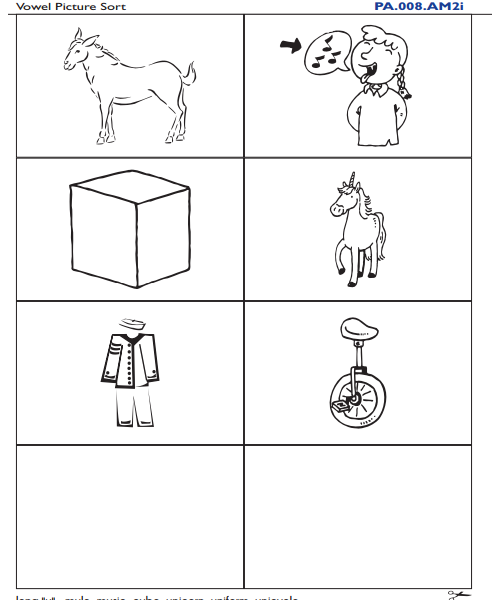 Vowel Picture Sort PA.008.AM2i
long "u": mule, music, cube, unicorn, uniform, unicycle